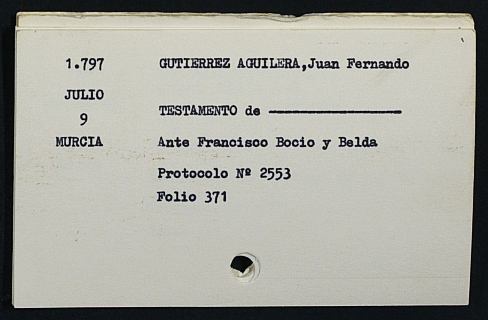 1.797 GUTIERREZ AGUILERA,Juan Fernando
JULIO
9 TESTAMENTO de ————————
MURCIA Ante Francisco Bocio y Belda
Protocolo Nº 2553
Folio 371